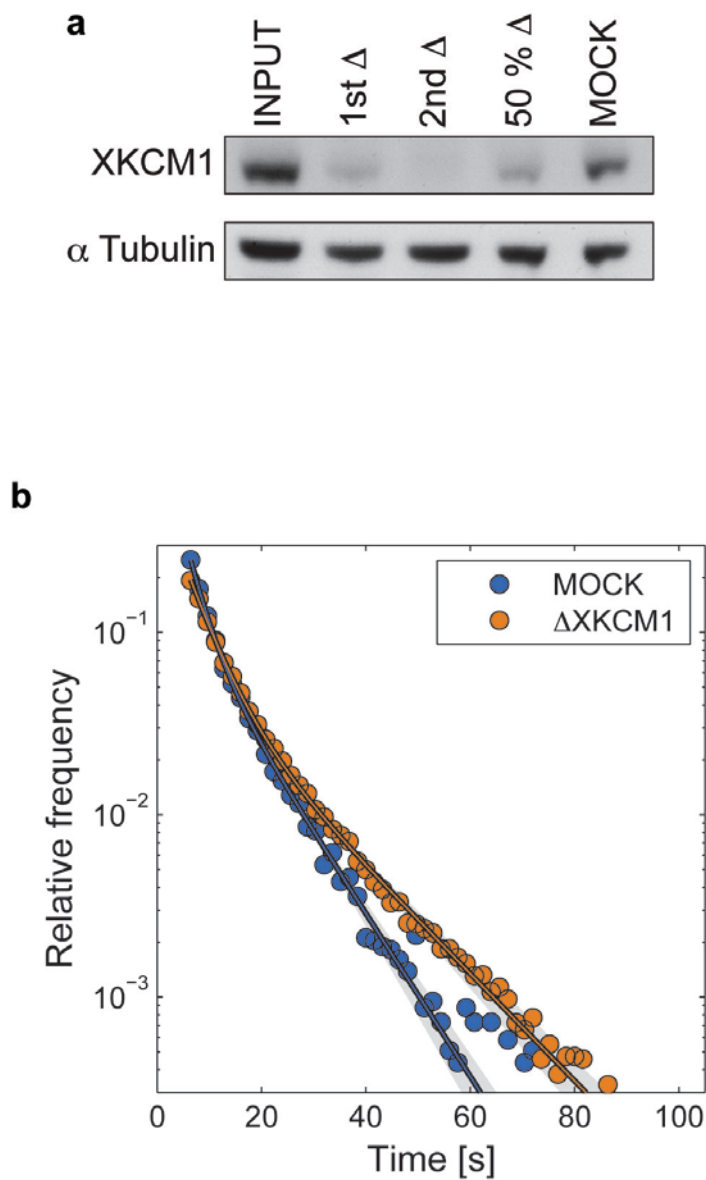 a
INPUT
1st Δ
2nd Δ
50 % Δ
MOCK
XKCM1
α Tubulin
b
MOCK
ΔXKCM1
Relative frequency
10⁻¹
10⁻²
10⁻³
0 20 40 60 80 100
Time [s]